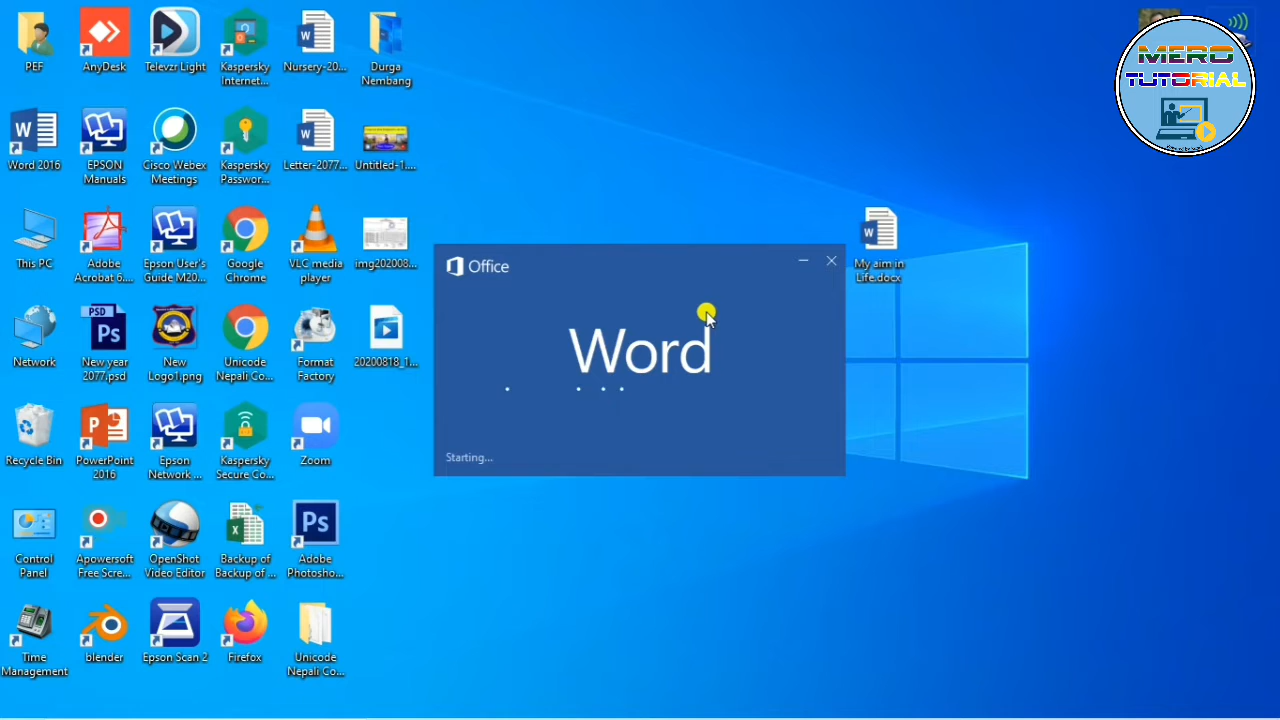 PEF
AnyDesk
Televzr Light
Kaspersky
Internet...
Nursery-20...
Durga
Nembang
Word 2016
EPSON
Manuals
Cisco Webex
Meetings
Kaspersky
Passwor...
Letter-2077...
Untitled-1....
This PC
Adobe
Acrobat 6....
Epson User's
Guide M20...
Google
Chrome
VLC media
player
img202008...
Network
PSD
Ps
New year
2077.psd
New
Logo1.png
Unicode
Nepali Co...
Format
Factory
20200818_1...
Recycle Bin
PowerPoint
2016
Epson
Network ...
Kaspersky
Secure Co...
Zoom
Control
Panel
Apowersoft
Free Scre...
OpenShot
Video Editor
Backup of
Backup of ...
Ps
Adobe
Photosho...
Time
Management
blender
Epson Scan 2
Firefox
Unicode
Nepali Co...
Office
Word
Starting...
My aim in
Life.docx
MERO
TUTORIAL